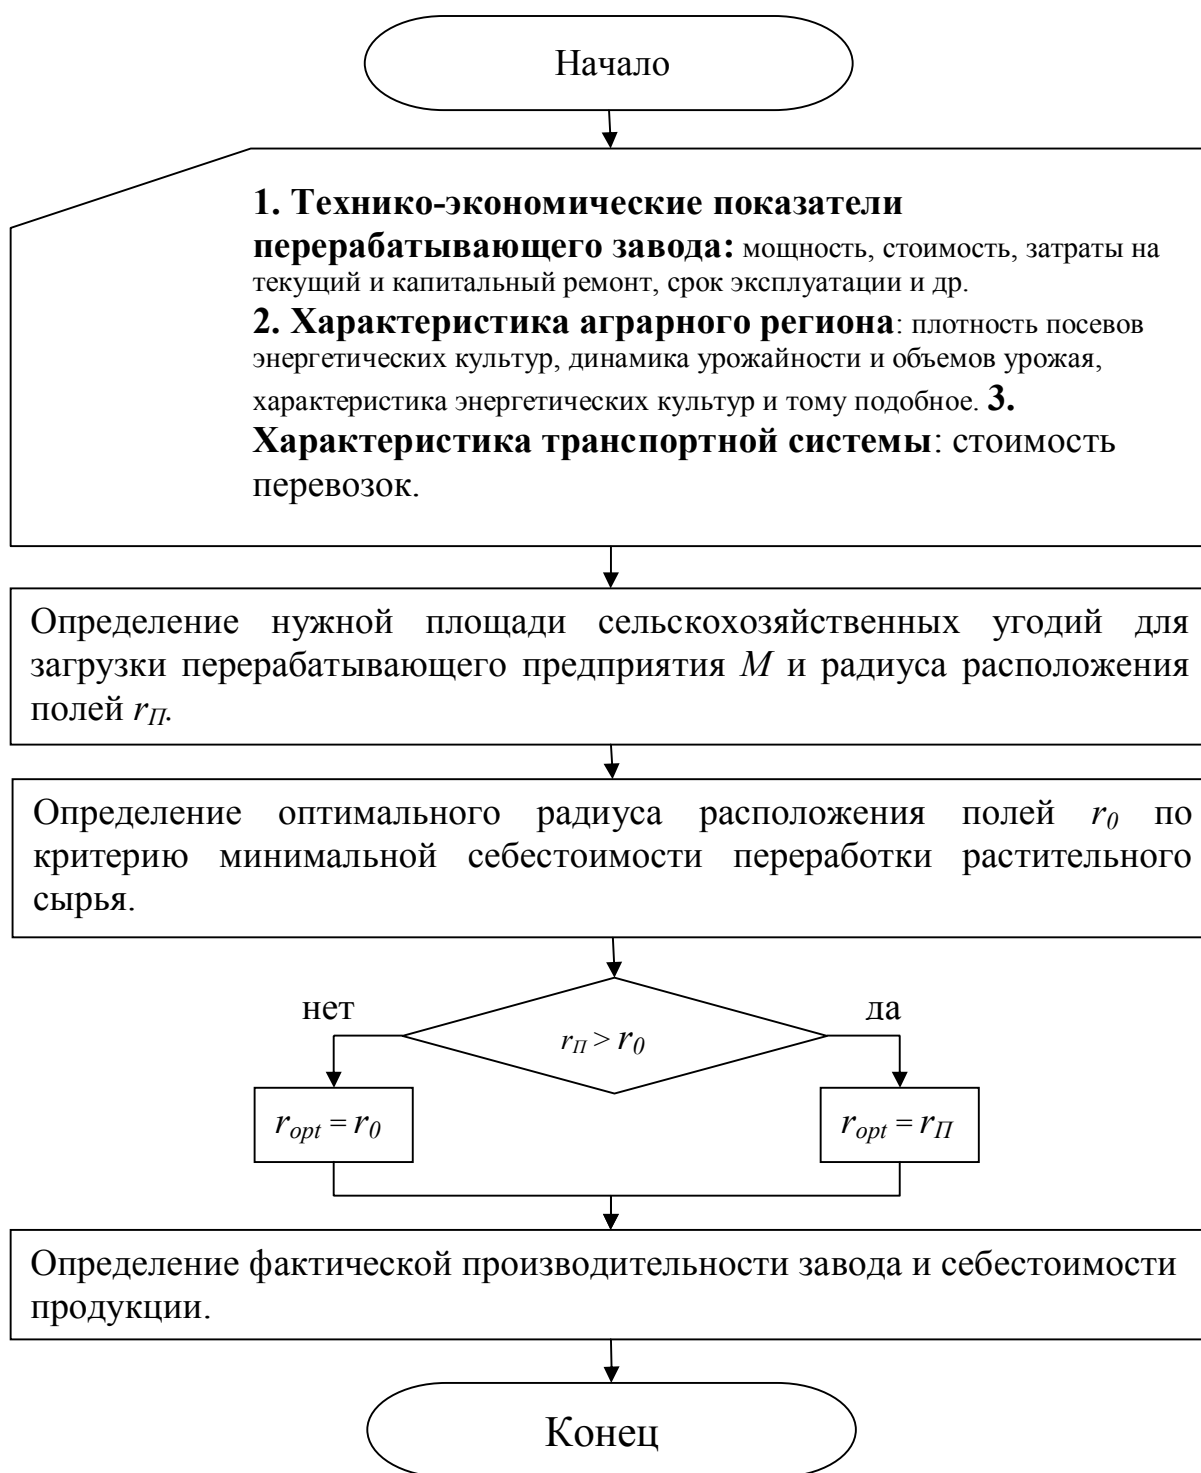 Начало
1. Технико-экономические показатели
перерабатывающего завода: мощность, стоимость, затраты на
текущий и капитальный ремонт, срок эксплуатации и др.
2. Характеристика аграрного региона: плотность посевов
энергетических культур, динамика урожайности и объемов урожая,
характеристика энергетических культур и тому подобное. 3.
Характеристика транспортной системы: стоимость
перевозок.
Определение нужной площади сельскохозяйственных угодий для
загрузки перерабатывающего предприятия M и радиуса расположения
полей rП.
Определение оптимального радиуса расположения полей r0 по
критерию минимальной себестоимости переработки растительного
сырья.
нет
да
rП > r0
ropt = r0
ropt = rП
Определение фактической производительности завода и себестоимости
продукции.
Конец